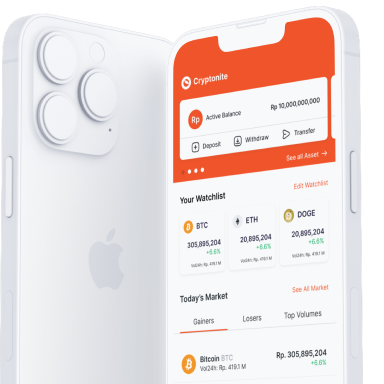 Cryptonite
Rp
Active Balance
Rp 10,000,000,000
Deposit
Withdraw
Transfer
See all Asset →
Your Watchlist
Edit Watchlist
BTC
305,895,204
+6.6%
Vol24h: Rp. 419.1 M
ETH
20,895,204
+6.6%
Vol24h: Rp. 419.1 M
DOGE
20,895,204
+6.6%
Vol24h: Rp. 419.1 M
Today's Market
See All Market
Gainers
Losers
Top Volumes
Bitcoin BTC
Vol24h: Rp. 419.1 M
Rp. 305,895,204
+6.6%